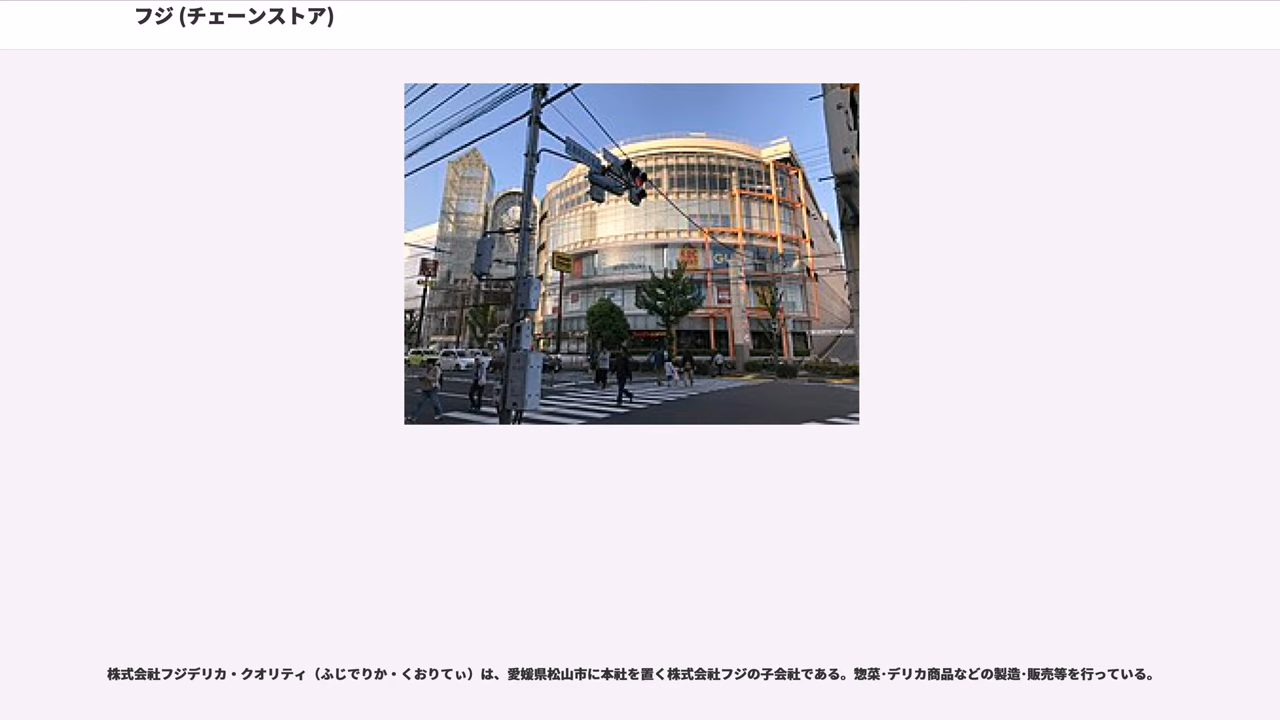 フジ (チェーンストア)
GU
株式会社フジデリカ・クオリティ（ふじでりか・くおりてぃ）は、愛媛県松山市に本社を置く株式会社フジの子会社である。惣菜･デリカ商品などの製造･販売等を行っている。